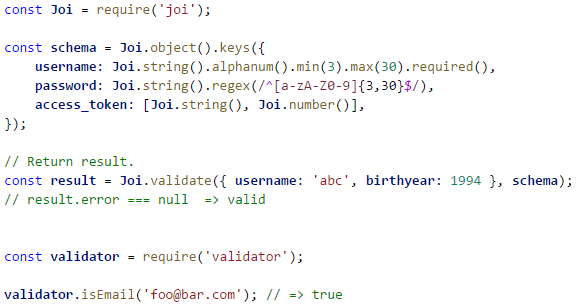 const Joi = require('joi');

const schema = Joi.object().keys({
    username: Joi.string().alphanum().min(3).max(30).required(),
    password: Joi.string().regex(/^[a-zA-Z0-9]{3,30}$/),
    access_token: [Joi.string(), Joi.number()],
});

// Return result.
const result = Joi.validate({ username: 'abc', birthyear: 1994 }, schema);
// result.error === null  => valid


const validator = require('validator');

validator.isEmail('foo@bar.com'); // => true